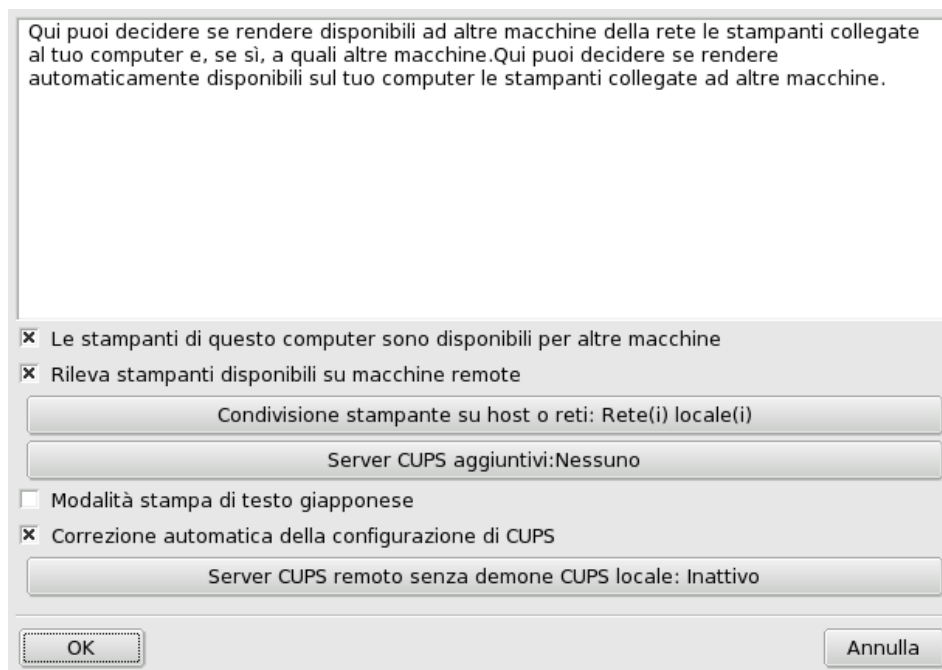 Qui puoi decidere se rendere disponibili ad altre macchine della rete le stampanti collegate
al tuo computer e, se sì, a quali altre macchine.Qui puoi decidere se rendere
automaticamente disponibili sul tuo computer le stampanti collegate ad altre macchine.
Le stampanti di questo computer sono disponibili per altre macchine
Rileva stampanti disponibili su macchine remote
Condivisione stampante su host o reti: Rete(i) locale(i)
Server CUPS aggiuntivi:Nessuno
Modalità stampa di testo giapponese
Correzione automatica della configurazione di CUPS
Server CUPS remoto senza demone CUPS locale: Inattivo
OK
Annulla